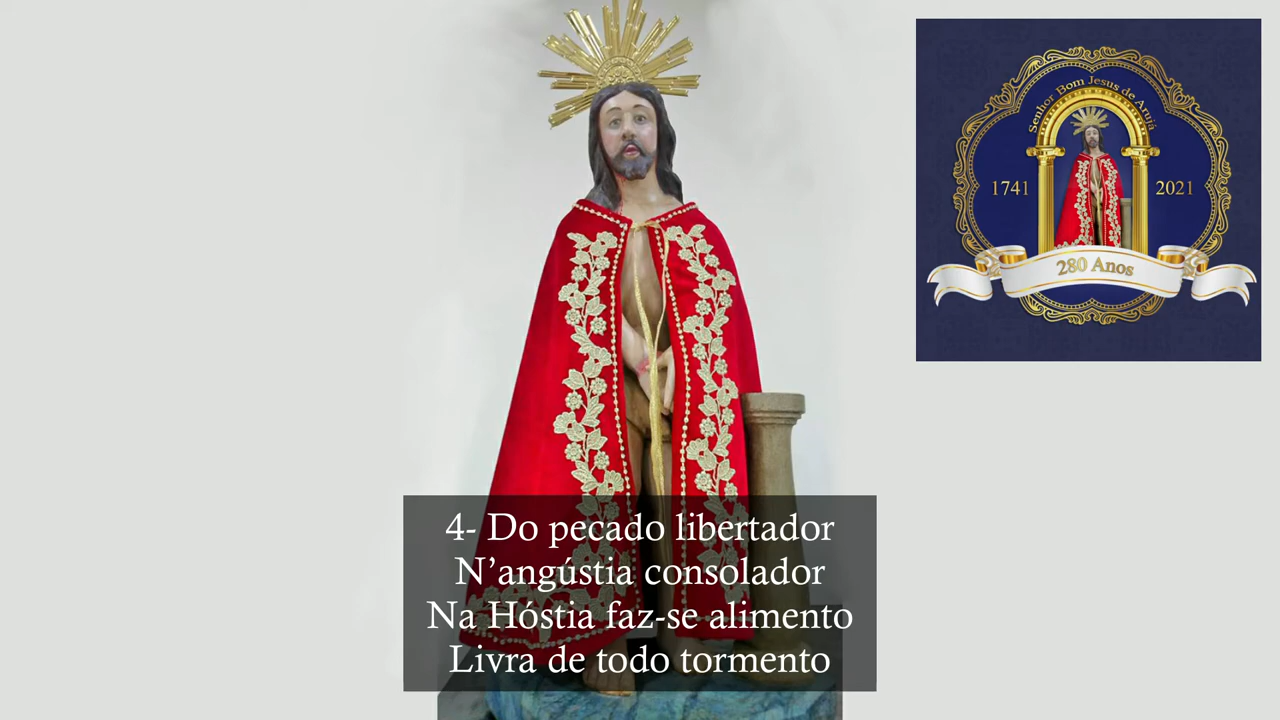 Senhor Bom Jesus de Arujá
1741
2021
280 Anos
4- Do pecado libertador
N’angústia consolador
Na Hóstia faz-se alimento
Livra de todo tormento